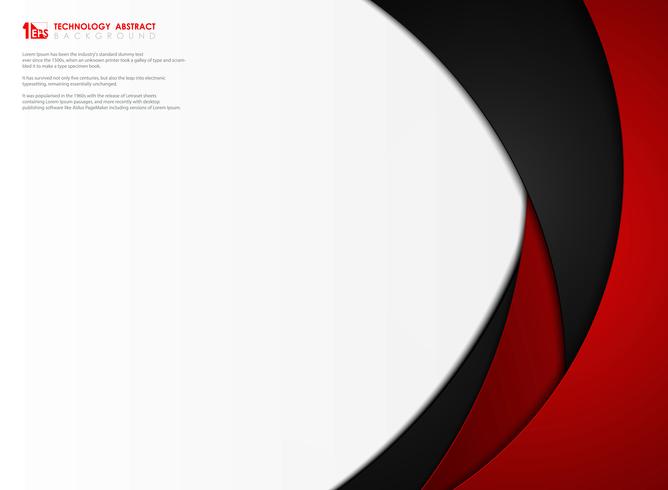 1EPS TECHNOLOGY ABSTRACT
BACKGROUND
Lorem Ipsum has been the industry's standard dummy text
ever since the 1500s, when an unknown printer took a galley of type and scram-
bled it to make a type specimen book.
It has survived not only five centuries, but also the leap into electronic
typesetting, remaining essentially unchanged.
It was popularised in the 1960s with the release of Letraset sheets
containing Lorem Ipsum passages, and more recently with desktop
publishing software like Aldus PageMaker including versions of Lorem Ipsum.